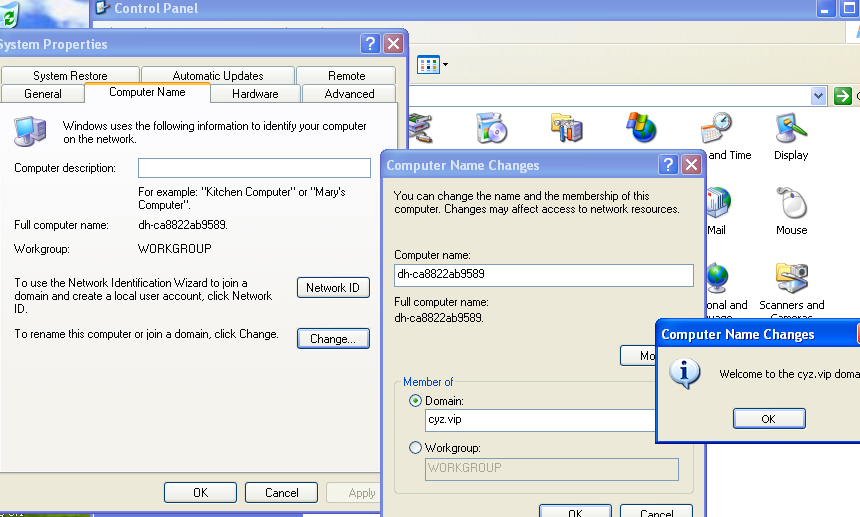 Control Panel
System Properties
System Restore
Automatic Updates
Remote
General
Computer Name
Hardware
Advanced
Windows uses the following information to identify your computer
on the network.
Computer description:
For example: "Kitchen Computer" or "Mary's
Computer".
Full computer name:
dh-ca8822ab9589.
Workgroup:
WORKGROUP
To use the Network Identification Wizard to join a
domain and create a local user account, click Network
ID.
Network ID
To rename this computer or join a domain, click Change.
Change...
OK
Cancel
Apply
Computer Name Changes
You can change the name and the membership of this
computer. Changes may affect access to network resources.
Computer name:
dh-ca8822ab9589
Full computer name:
dh-ca8822ab9589.
Member of
Domain:
cyz.vip
Workgroup:
WORKGROUP
OK
Cancel
and Time
Display
Mail
Mouse
and
Scanners and
Cameras
Computer Name Changes
Welcome to the cyz.vip
OK